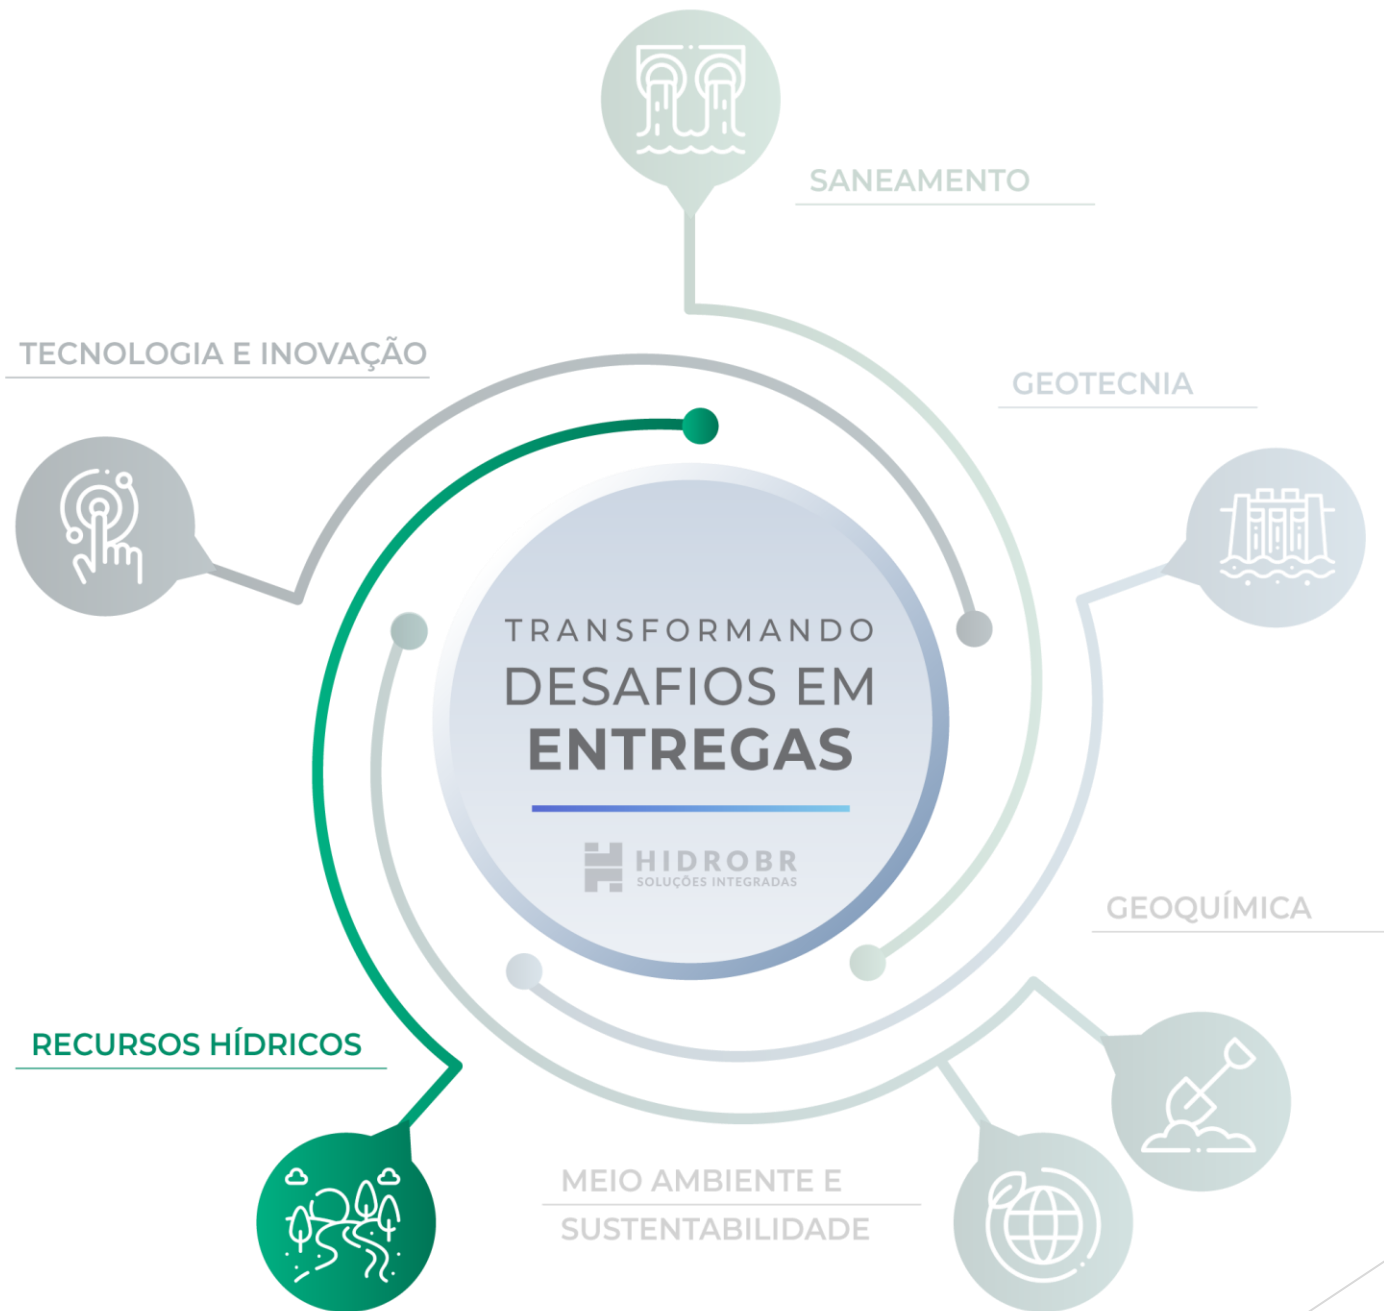 SANEAMENTO
TECNOLOGIA E INOVAÇÃO
GEOTECNIA
TRANSFORMANDO
DESAFIOS EM
ENTREGAS
HIDROBR
SOLUÇÕES INTEGRADAS
GEOQUÍMICA
RECURSOS HÍDRICOS
MEIO AMBIENTE E
SUSTENTABILIDADE